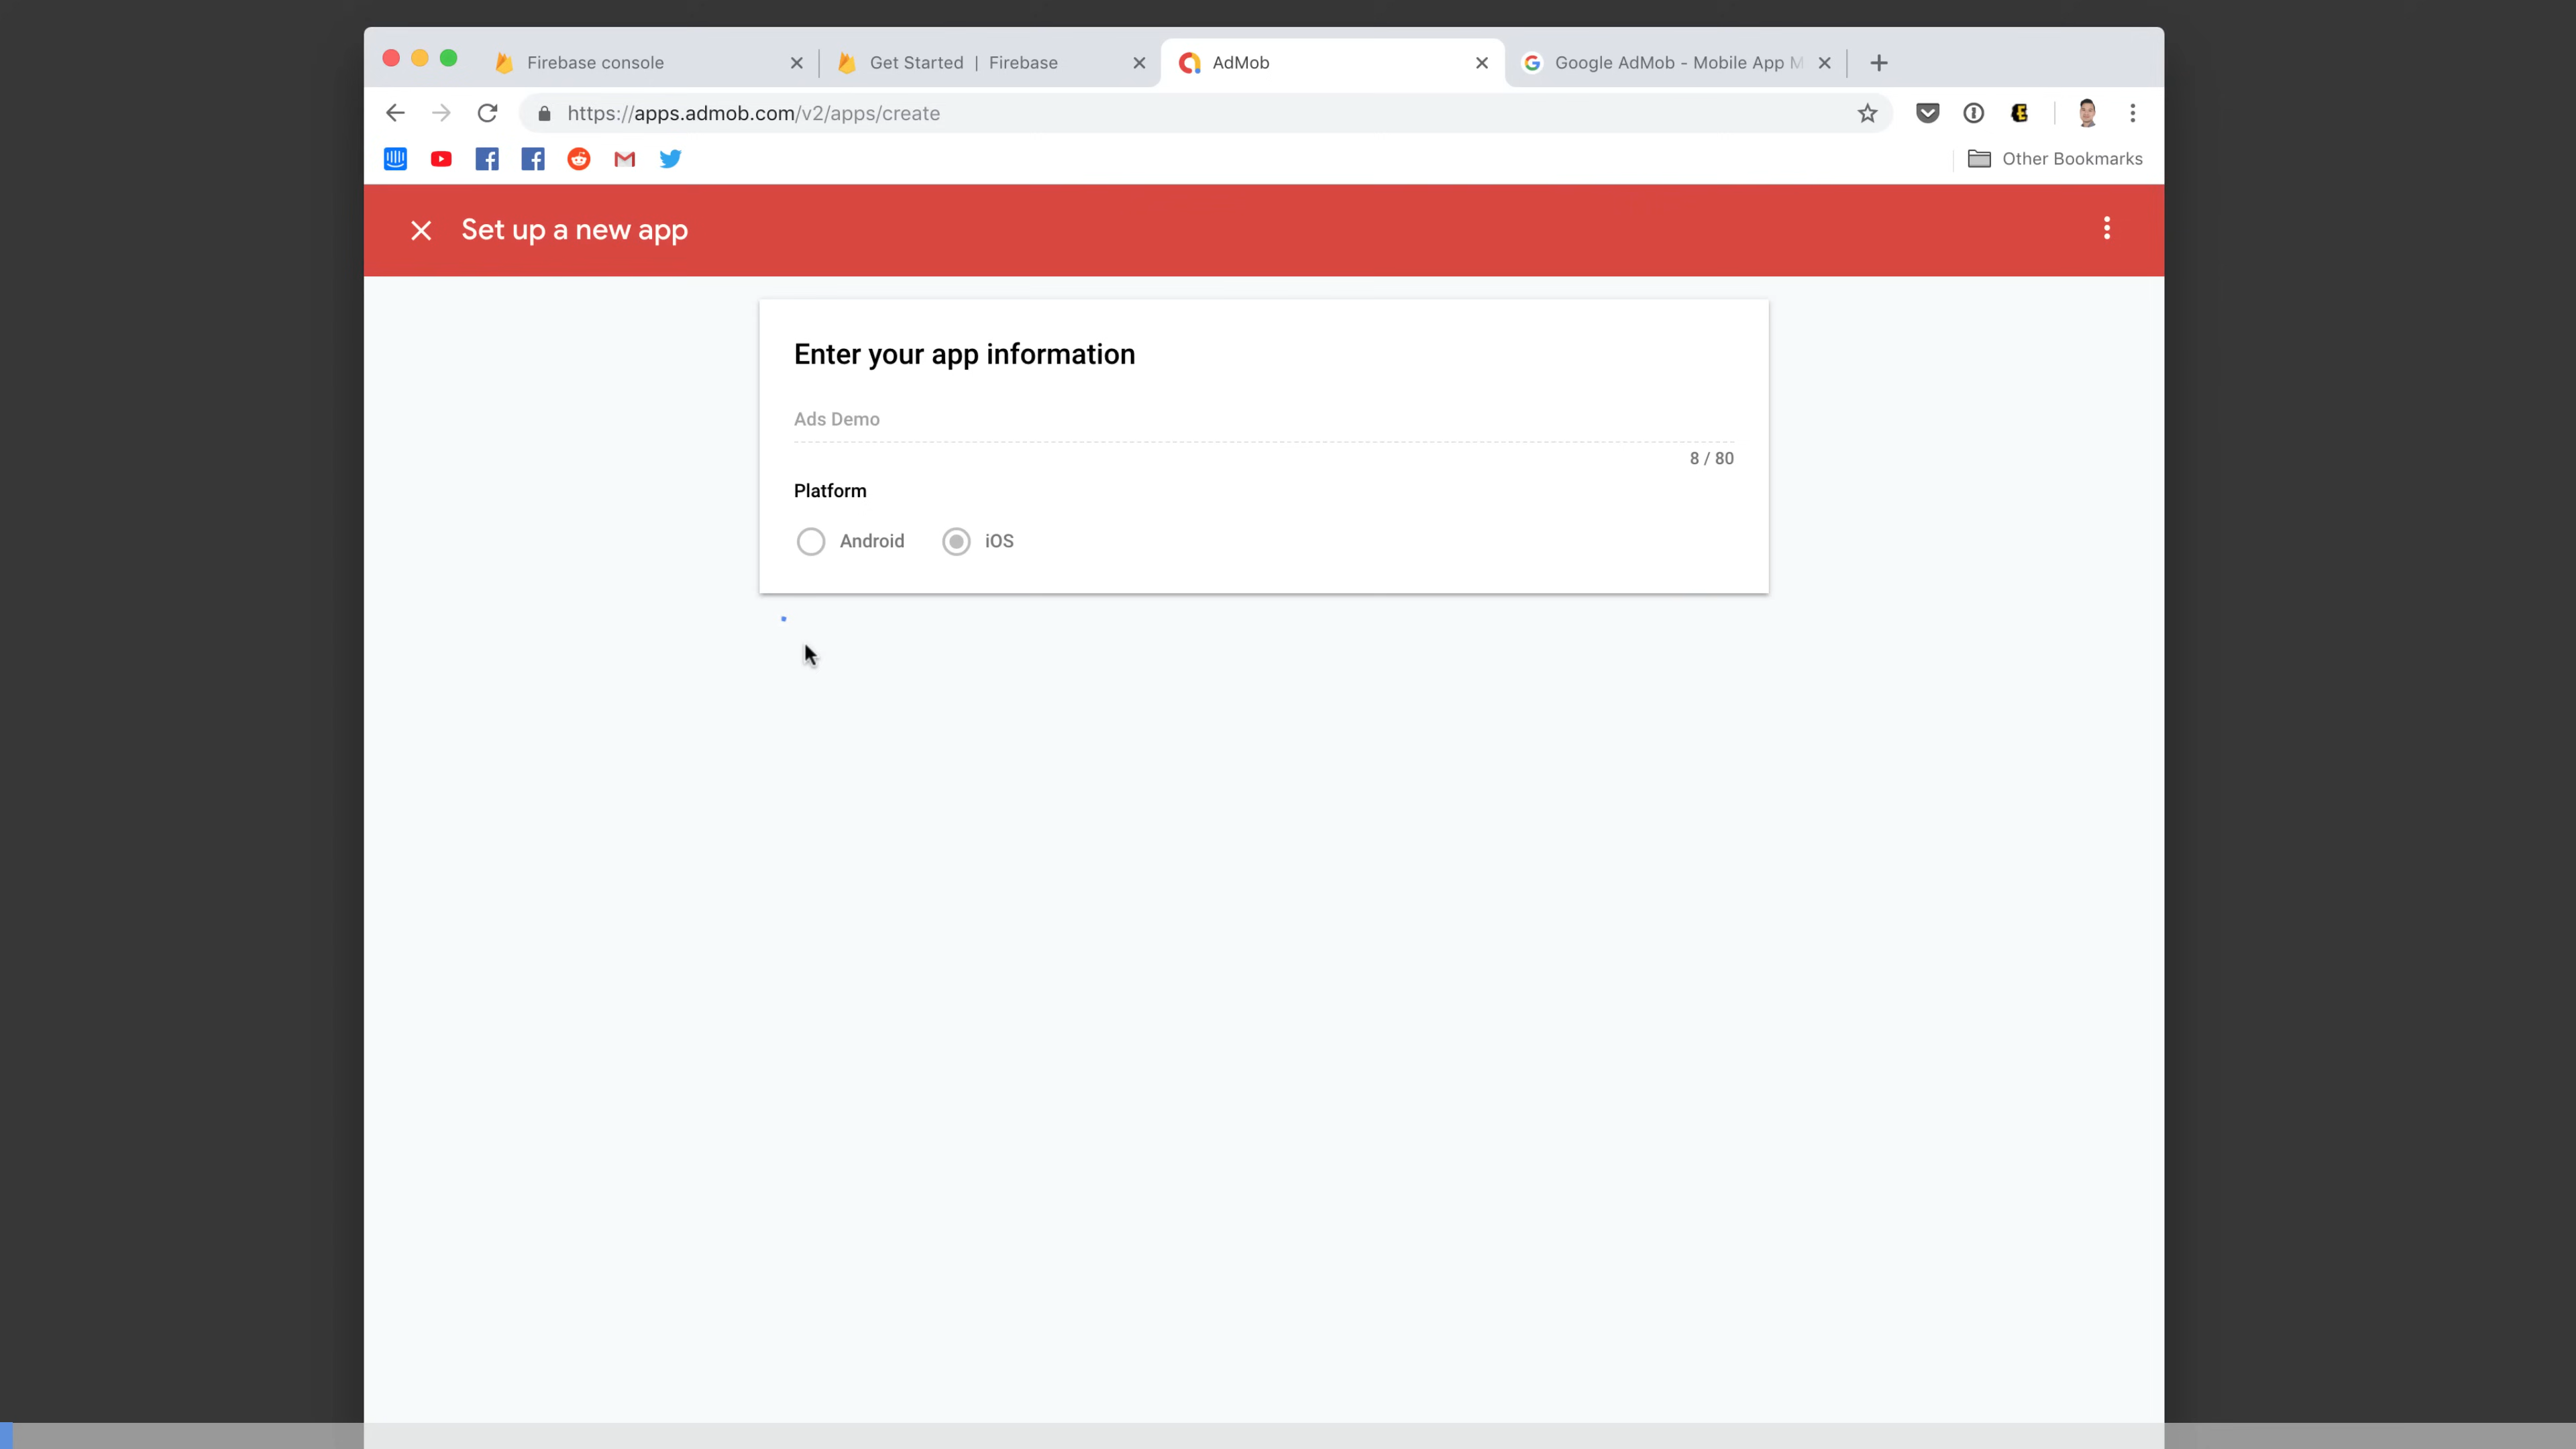 Firebase console
Get Started | Firebase
AdMob
Google AdMob - Mobile App M
https://apps.admob.com/v2/apps/create
Other Bookmarks
Set up a new app
Enter your app information
Ads Demo
8 / 80
Platform
Android
iOS